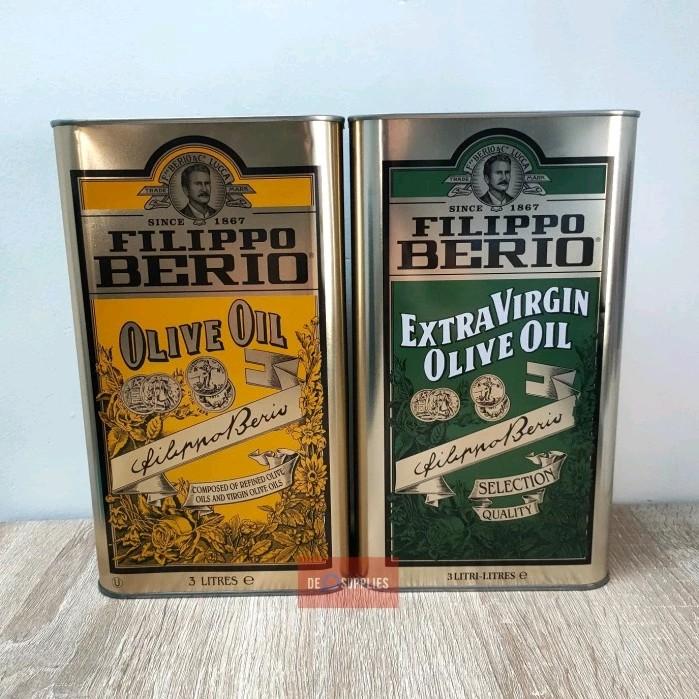 F. BERIO & C. LUCCA
TRADE MARK
SINCE 1867
FILIPPO
BERIO®
OLIVE OIL
Filippo Berio
COMPOSED OF REFINED OLIVE
OILS AND VIRGIN OLIVE OILS
U
3 LITRES ℮
F. BERIO & C. LUCCA
TRADE MARK
SINCE 1867
FILIPPO
BERIO®
EXTRA VIRGIN
OLIVE OIL
Filippo Berio
SELECTION
QUALITY
3 LITRI-LITRES ℮
DE SUPPLIES